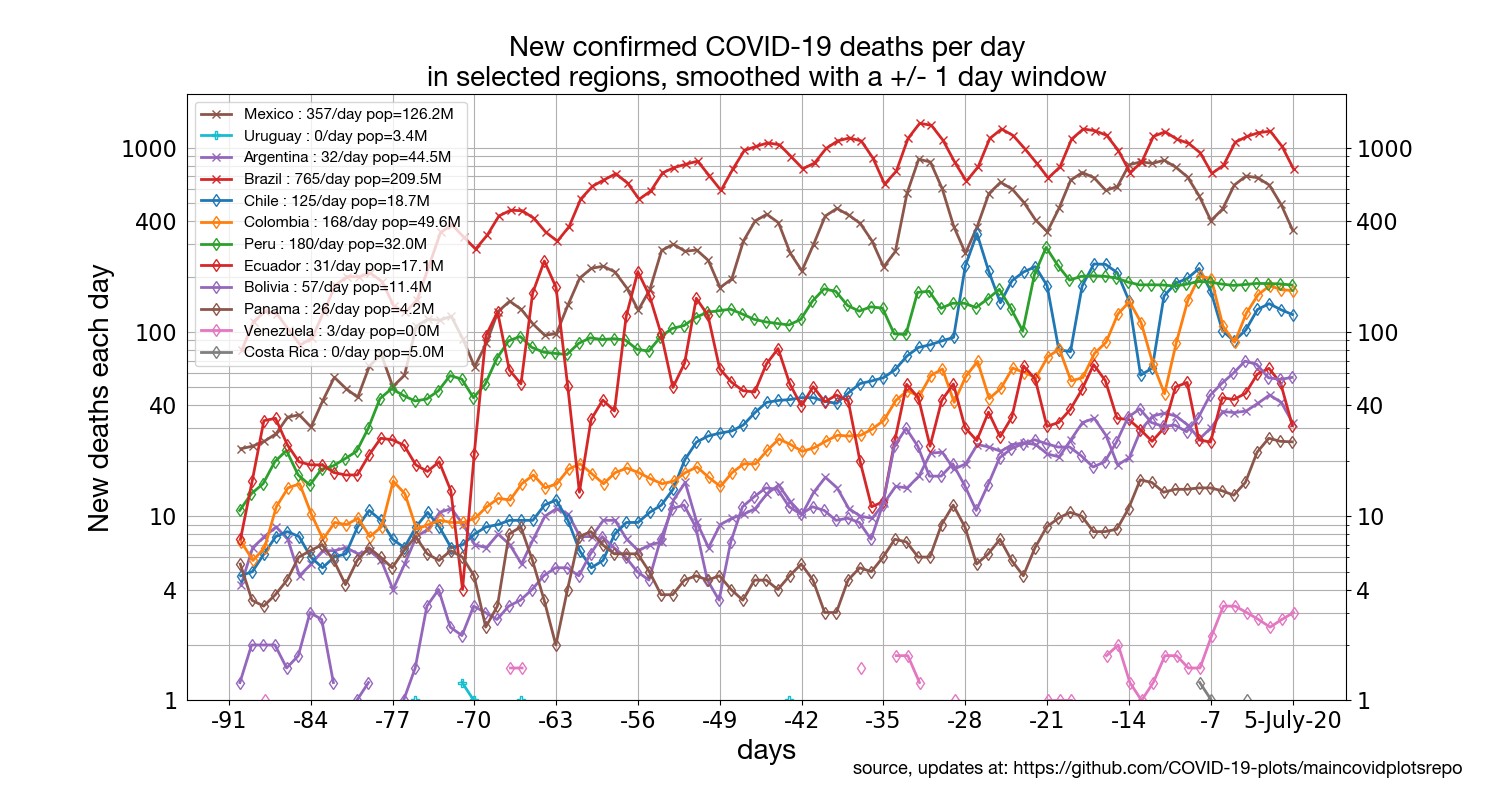 New confirmed COVID-19 deaths per day
in selected regions, smoothed with a +/- 1 day window
Mexico : 357/day pop=126.2M
Uruguay : 0/day pop=3.4M
Argentina : 32/day pop=44.5M
Brazil : 765/day pop=209.5M
Chile : 125/day pop=18.7M
Colombia : 168/day pop=49.6M
Peru : 180/day pop=32.0M
Ecuador : 31/day pop=17.1M
Bolivia : 57/day pop=11.4M
Panama : 26/day pop=4.2M
Venezuela : 3/day pop=0.0M
Costa Rica : 0/day pop=5.0M
New deaths each day
1000
400
100
40
10
4
1
1000
400
100
40
10
4
1
-91 -84 -77 -70 -63 -56 -49 -42 -35 -28 -21 -14 -7 5-July-20
days
source, updates at: https://github.com/COVID-19-plots/maincovidplotsrepo